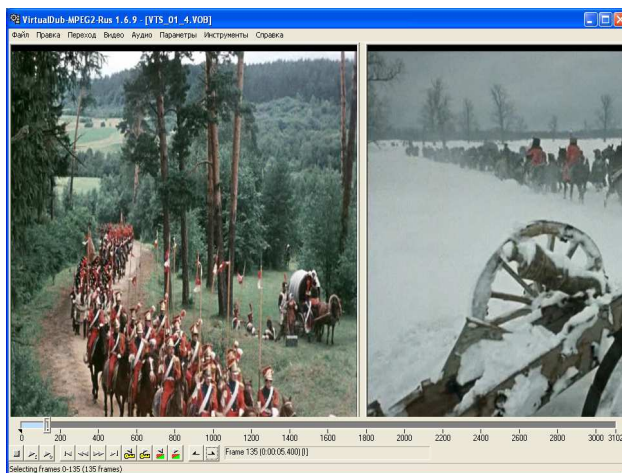 VirtualDub-MPEG2-Rus 1.6.9 - [VTS_01_4.VOB]
Файл Правка Переход Видео Аудио Параметры Инструменты Справка
0 200 400 600 800 1000 1200 1400 1600 1800 2000 2200 2400 2600 2800 3000 3102
Frame 135 (0:00:05.400) [I]
Selecting frames 0-135 (135 frames)